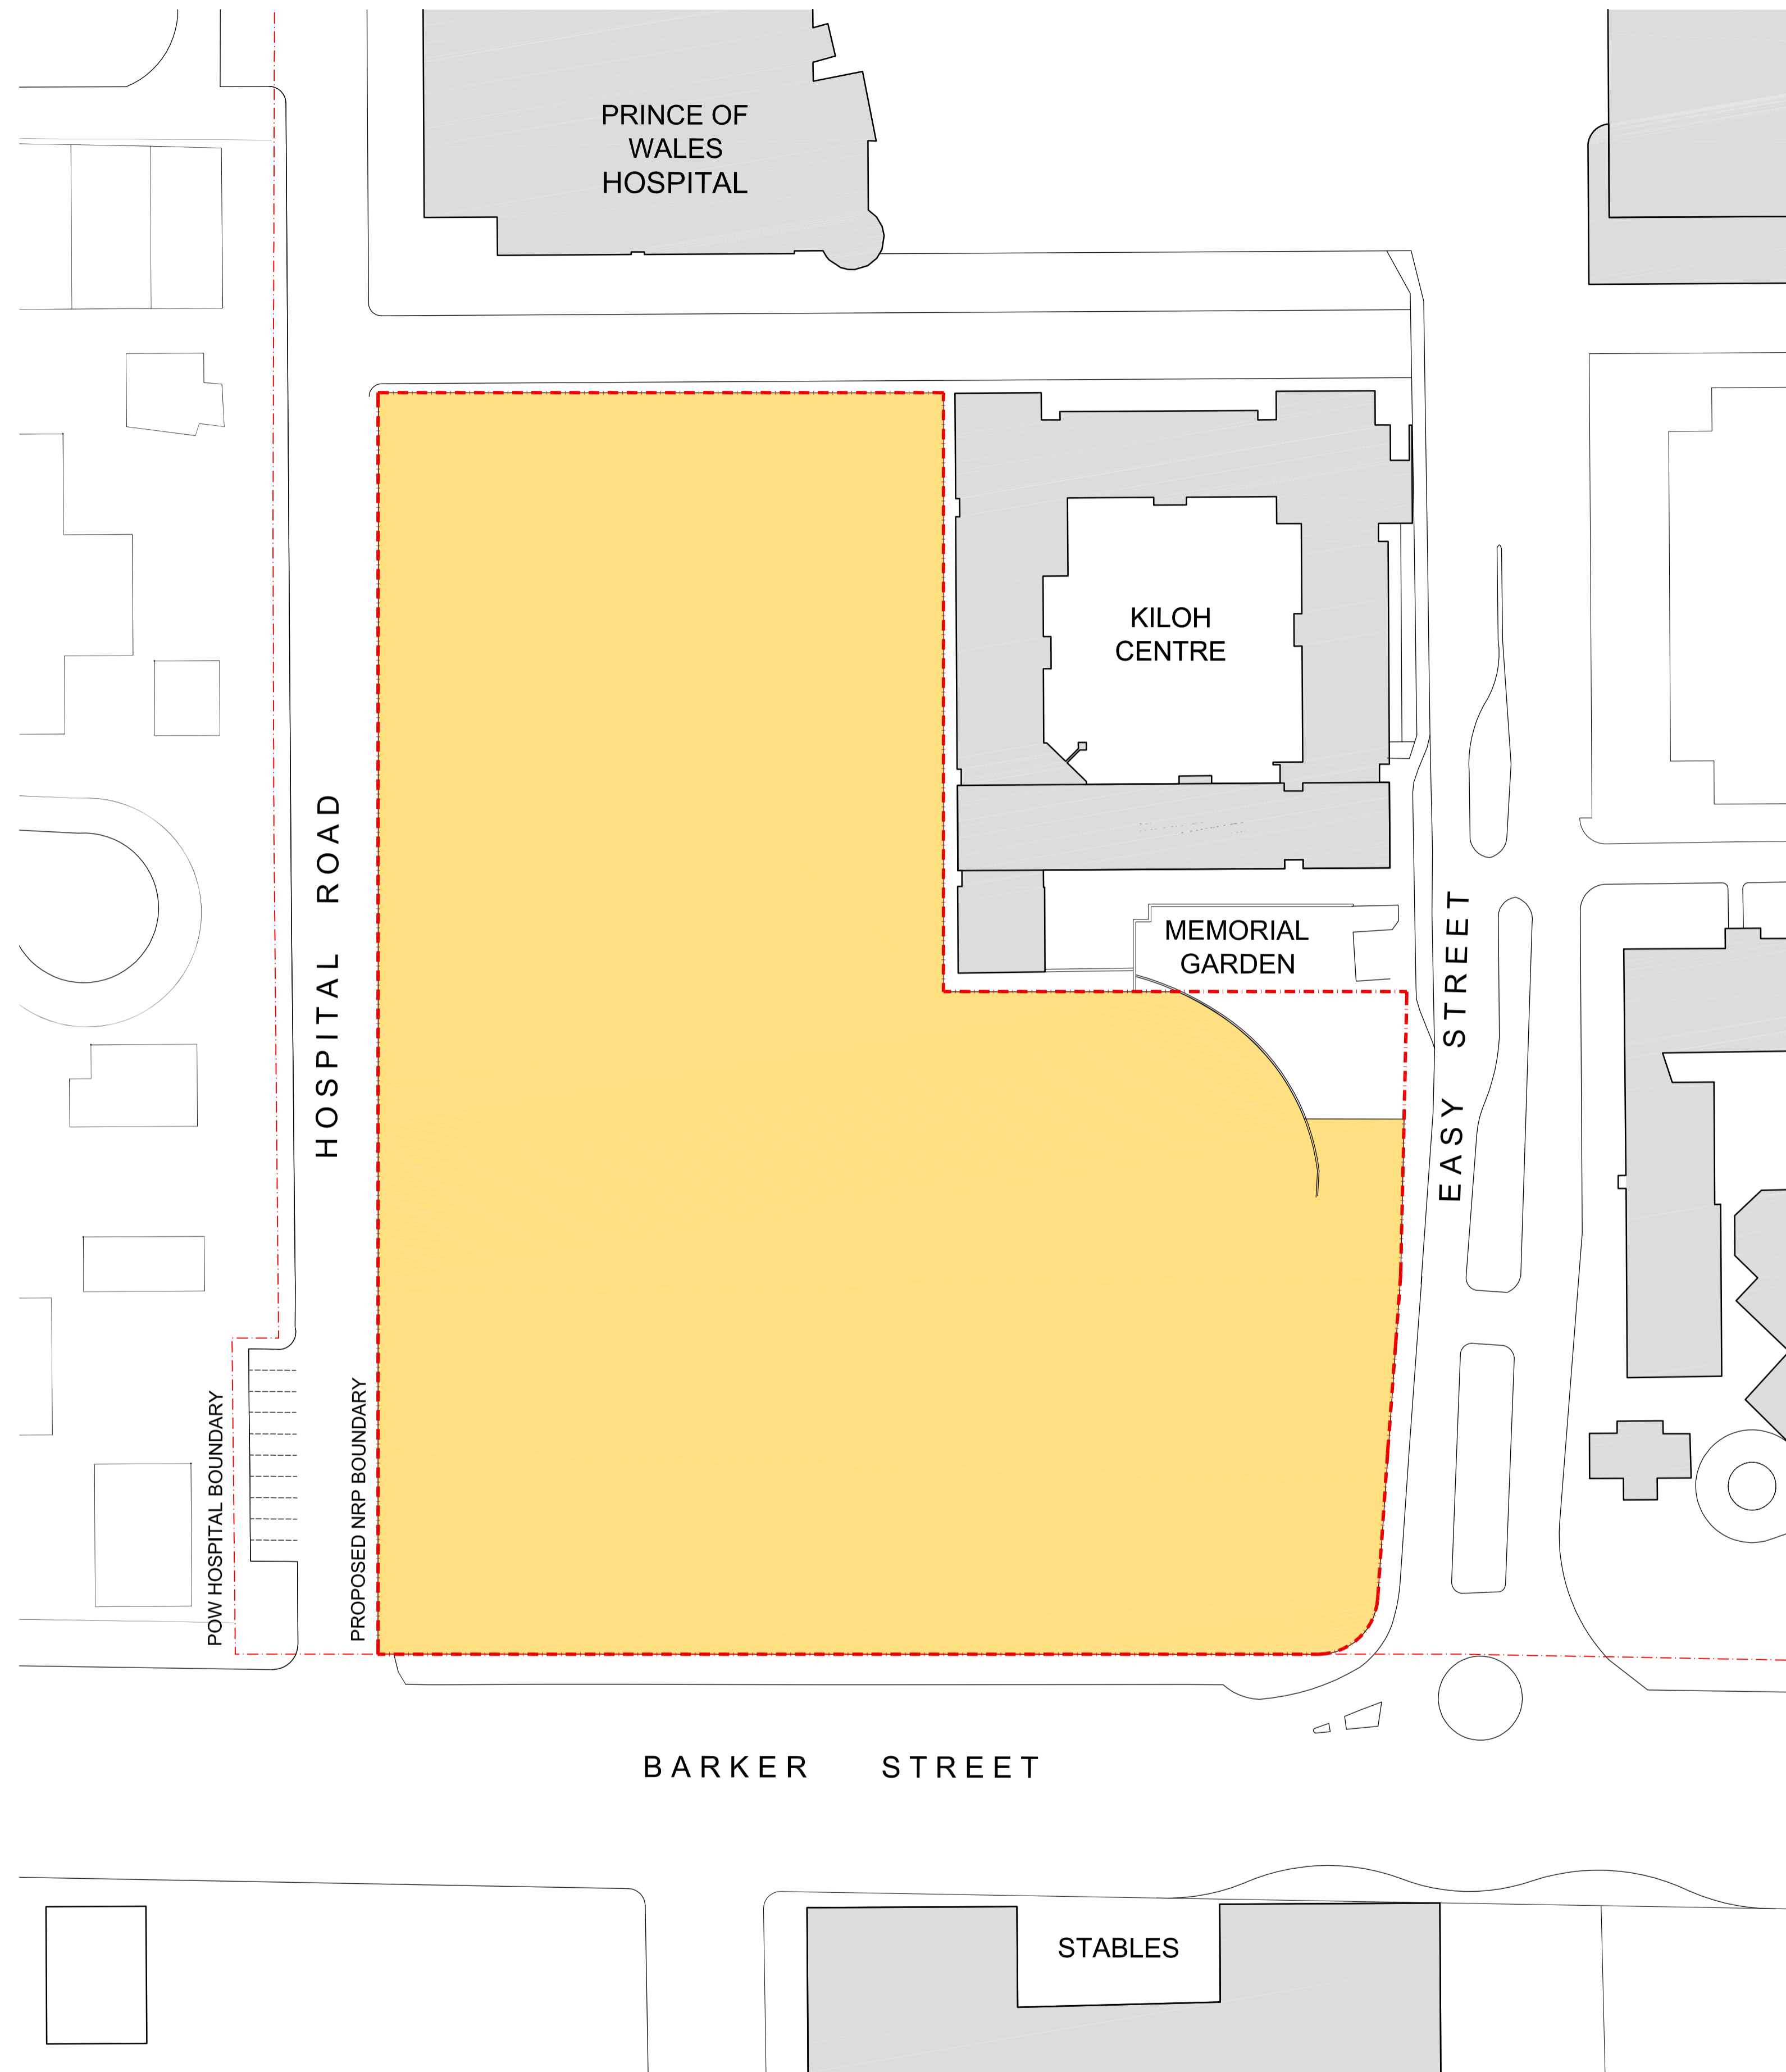 PRINCE OF
WALES
HOSPITAL
KILOH
CENTRE
HOSPITAL ROAD
MEMORIAL
GARDEN
EASY STREET
POW HOSPITAL BOUNDARY
PROPOSED NRP BOUNDARY
BARKER STREET
STABLES